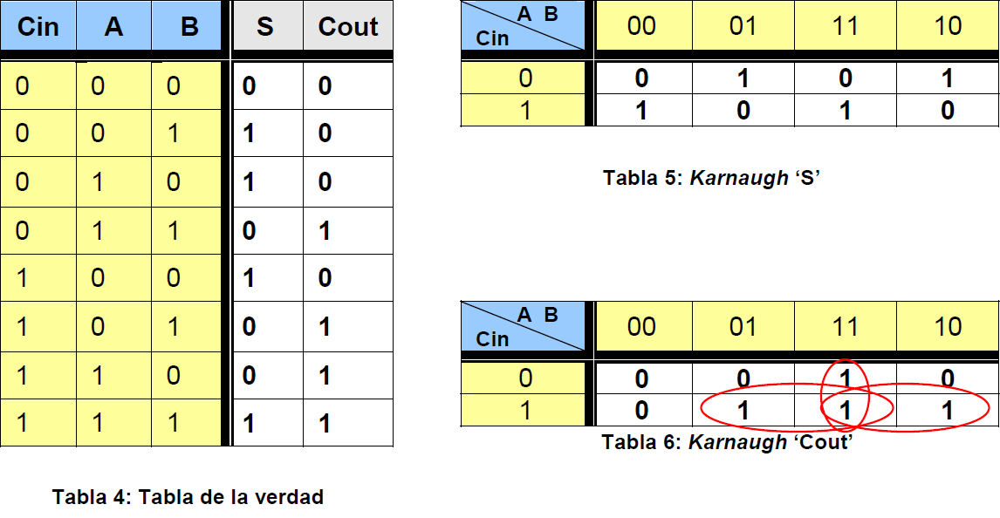 Cin A B S Cout
0 0 0 0 0
0 0 1 1 0
0 1 0 1 0
0 1 1 0 1
1 0 0 1 0
1 0 1 0 1
1 1 0 0 1
1 1 1 1 1
Tabla 4: Tabla de la verdad
A B
Cin
00 01 11 10
0 0 1 0 1
1 1 0 1 0
Tabla 5: Karnaugh ‘S’
A B
Cin
00 01 11 10
0 0 0 1 0
1 0 1 1 1
Tabla 6: Karnaugh ‘Cout’